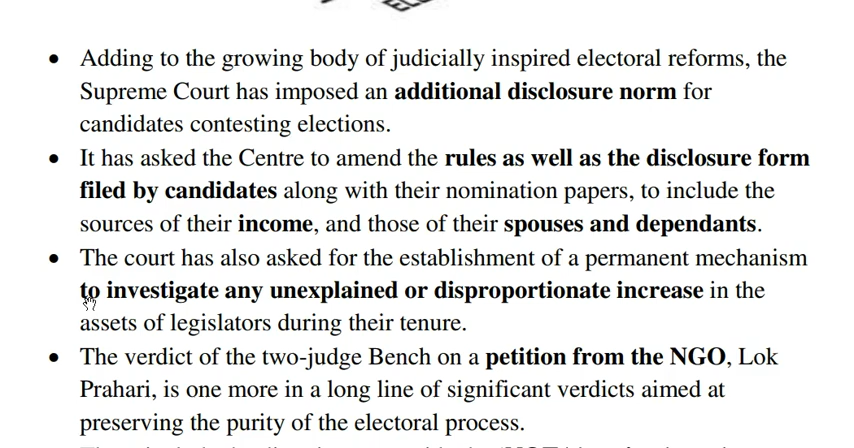 • Adding to the growing body of judicially inspired electoral reforms, the
Supreme Court has imposed an additional disclosure norm for
candidates contesting elections.
• It has asked the Centre to amend the rules as well as the disclosure form
filed by candidates along with their nomination papers, to include the
sources of their income, and those of their spouses and dependants.
• The court has also asked for the establishment of a permanent mechanism
to investigate any unexplained or disproportionate increase in the
assets of legislators during their tenure.
• The verdict of the two-judge Bench on a petition from the NGO, Lok
Prahari, is one more in a long line of significant verdicts aimed at
preserving the purity of the electoral process.